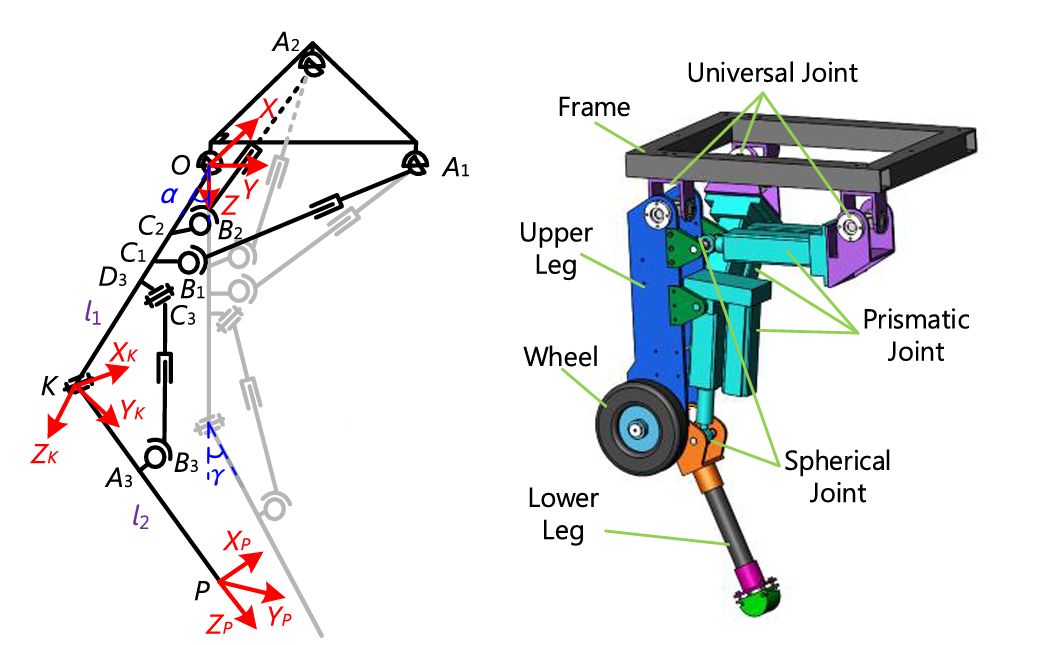 A2
X
O
Y
A1
α
Z
C2
B2
C1
D3
B1
C3
l1
XK
K
YK
ZK
γ
A3
B3
l2
XP
P
YP
ZP
Universal Joint
Frame
Upper
Leg
Prismatic
Joint
Wheel
Spherical
Joint
Lower
Leg